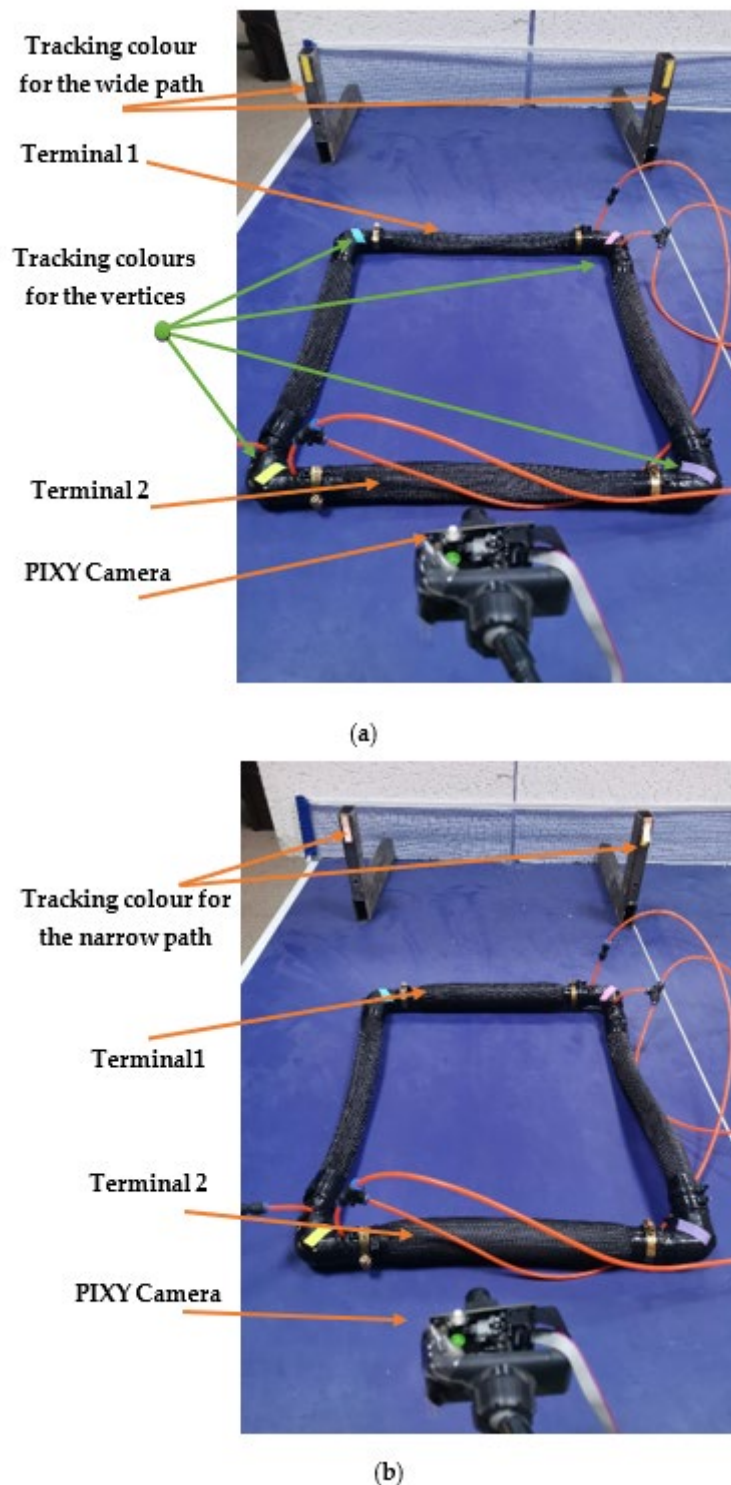 Tracking colour
for the wide path
Terminal 1
Tracking colours
for the vertices
Terminal 2
PIXY Camera
(a)
Tracking colour for
the narrow path
Terminal1
Terminal 2
PIXY Camera
(b)